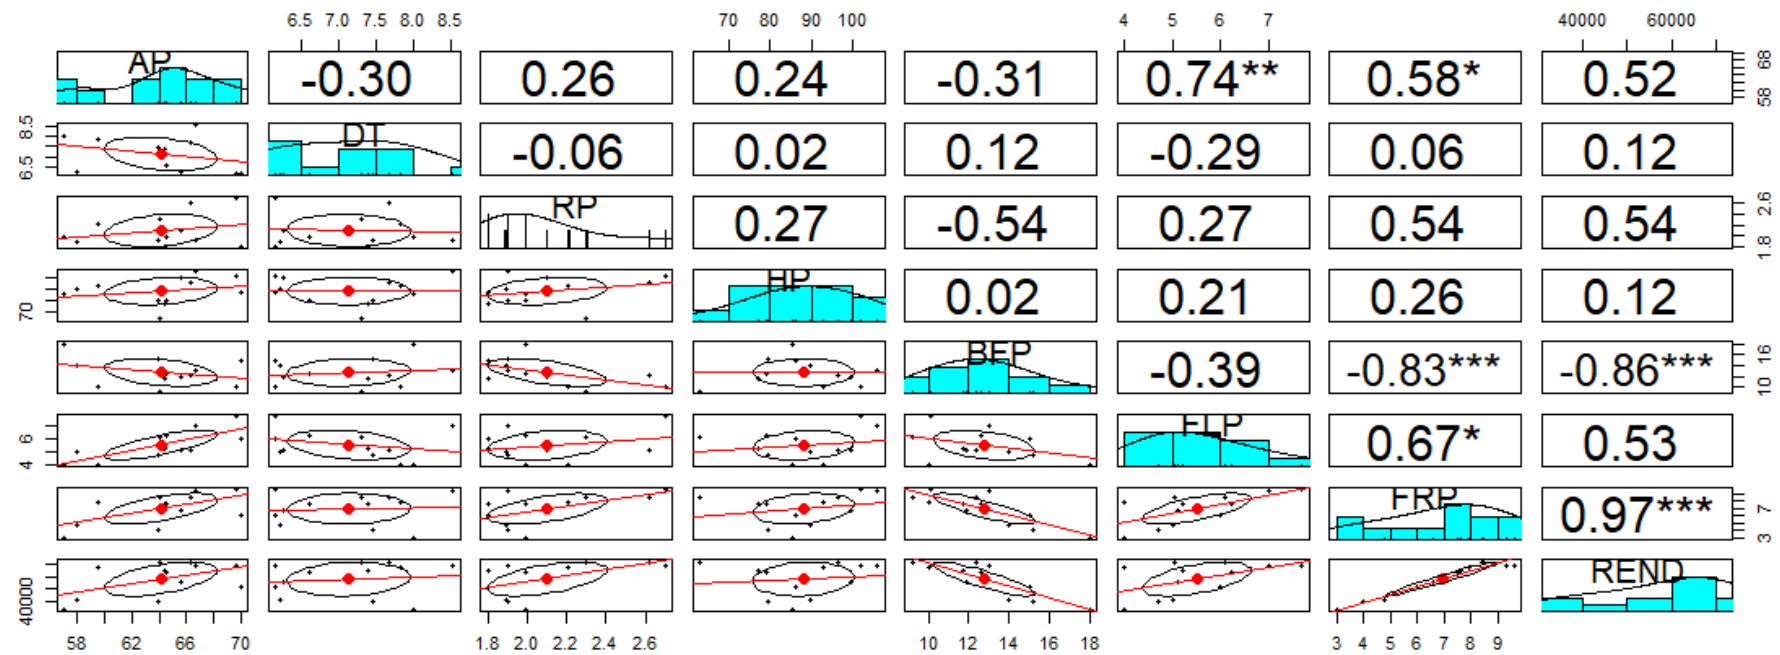 6.5 7.0 7.5 8.0 8.5 70 80 90 100 4 5 6 7 40000 60000
AP -0.30 0.26 0.24 -0.31 0.74** 0.58* 0.52 58 68
6.5 8.5 DT -0.06 0.02 0.12 -0.29 0.06 0.12
RP 0.27 -0.54 0.27 0.54 0.54 1.8 2.6
70 HP 0.02 0.21 0.26 0.12
BFP -0.39 -0.83*** -0.86*** 10 16
4 6 FLP 0.67* 0.53
FRP 0.97*** 3 7
40000 REND
58 62 66 70 1.8 2.0 2.2 2.4 2.6 10 12 14 16 18 3 4 5 6 7 8 9